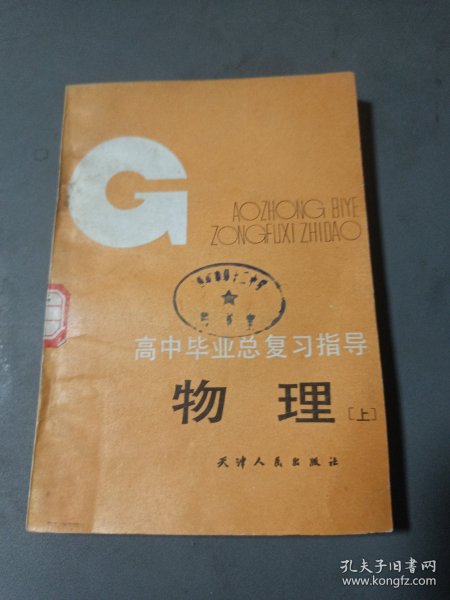 G
AOZHONG BIYE
ZONGFUXI ZHIDAO
高中毕业总复习指导
物理[上]
天津人民出版社
孔夫子旧书网
www.kongfz.com